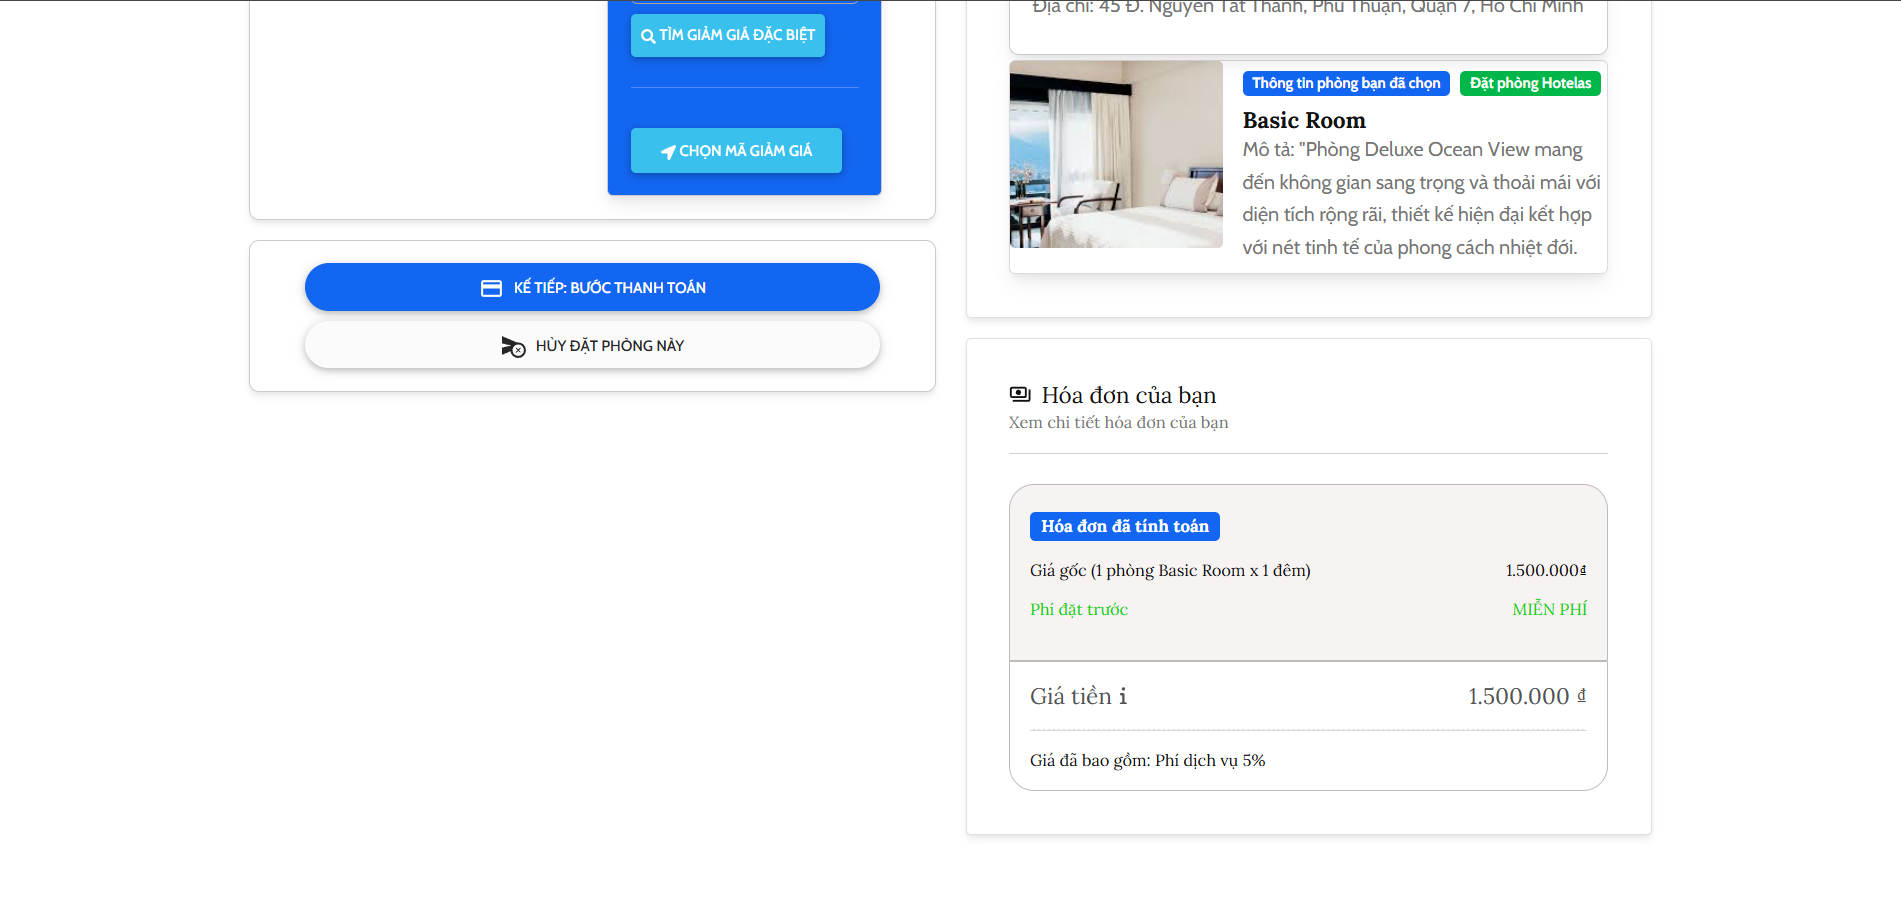 TÌM GIẢM GIÁ ĐẶC BIỆT
CHỌN MÃ GIẢM GIÁ
KẾ TIẾP: BƯỚC THANH TOÁN
HỦY ĐẶT PHÒNG NÀY
Địa chỉ: 45 Đ. Nguyễn Tất Thành, Phú Thuận, Quận 7, Hồ Chí Minh
Thông tin phòng bạn đã chọn
Đặt phòng Hotelas
Basic Room
Mô tả: "Phòng Deluxe Ocean View mang
đến không gian sang trọng và thoải mái với
diện tích rộng rãi, thiết kế hiện đại kết hợp
với nét tinh tế của phong cách nhiệt đới.
Hóa đơn của bạn
Xem chi tiết hóa đơn của bạn
Hóa đơn đã tính toán
Giá gốc (1 phòng Basic Room x 1 đêm) 1.500.000₫
Phí đặt trước MIỄN PHÍ
Giá tiền 1.500.000 ₫
Giá đã bao gồm: Phí dịch vụ 5%